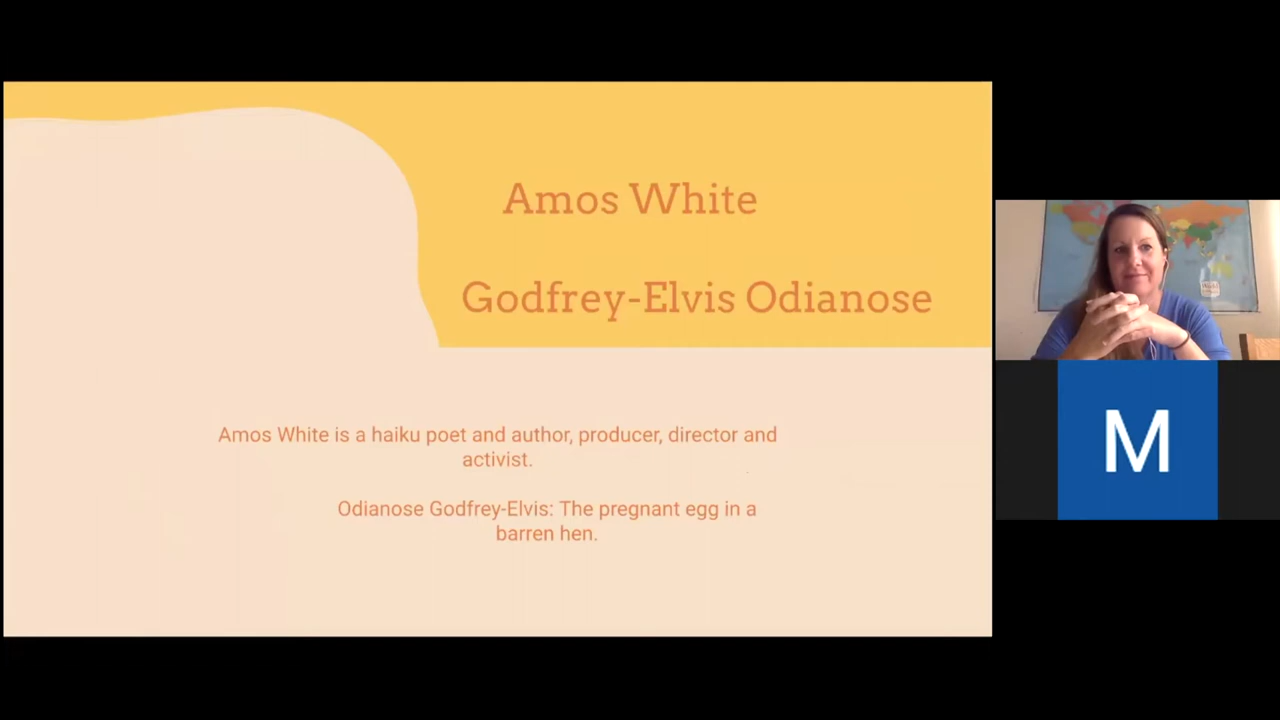 Amos White
Godfrey-Elvis Odianose
Amos White is a haiku poet and author, producer, director and
activist.
Odianose Godfrey-Elvis: The pregnant egg in a
barren hen.
M